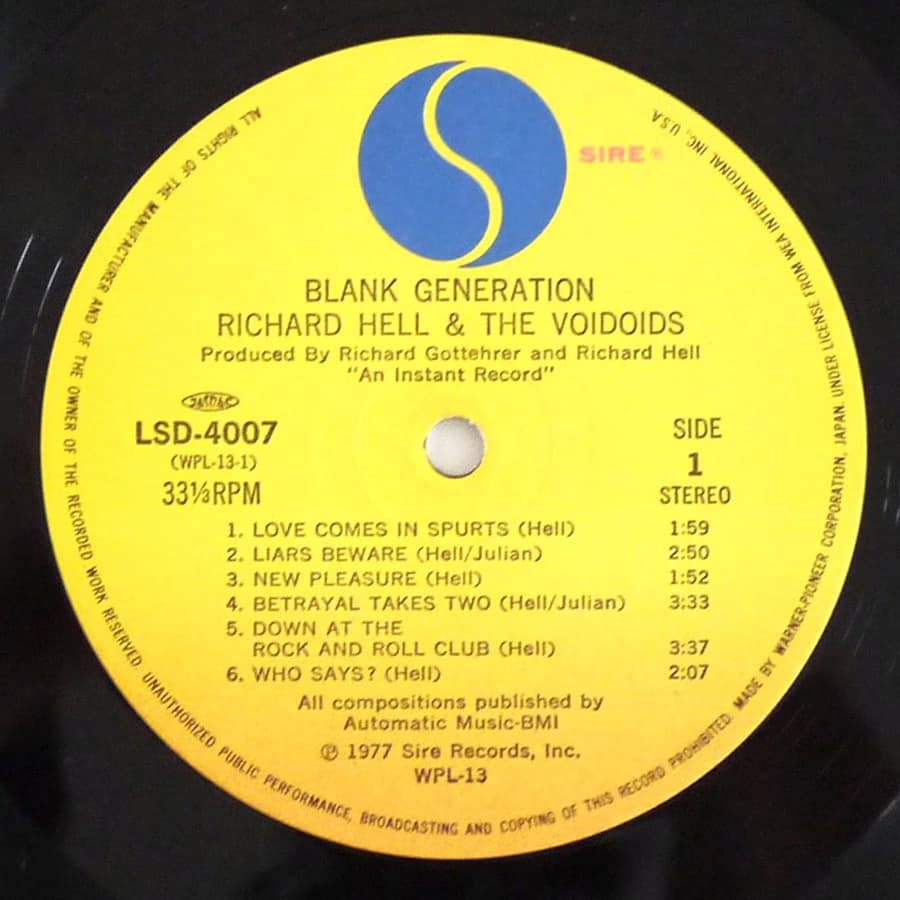 SIRE
BLANK GENERATION
RICHARD HELL & THE VOIDOIDS
Produced By Richard Gottehrer and Richard Hell
"An Instant Record"
JASRAC
LSD-4007
(WPL-13-1)
33⅓RPM
SIDE
1
STEREO
1. LOVE COMES IN SPURTS (Hell) 1:59
2. LIARS BEWARE (Hell/Julian) 2:50
3. NEW PLEASURE (Hell) 1:52
4. BETRAYAL TAKES TWO (Hell/Julian) 3:33
5. DOWN AT THE
ROCK AND ROLL CLUB (Hell) 3:37
6. WHO SAYS? (Hell) 2:07
All compositions published by
Automatic Music-BMI
℗ 1977 Sire Records, Inc.
WPL-13
ALL RIGHTS OF THE MANUFACTURER AND OF THE OWNER OF THE RECORDED WORK RESERVED. UNAUTHORIZED PUBLIC PERFORMANCE, BROADCASTING AND COPYING OF THIS RECORD PROHIBITED. MADE BY WARNER-PIONEER CORPORATION, JAPAN. UNDER LICENSE FROM WEA INTERNATIONAL INC., U.S.A.